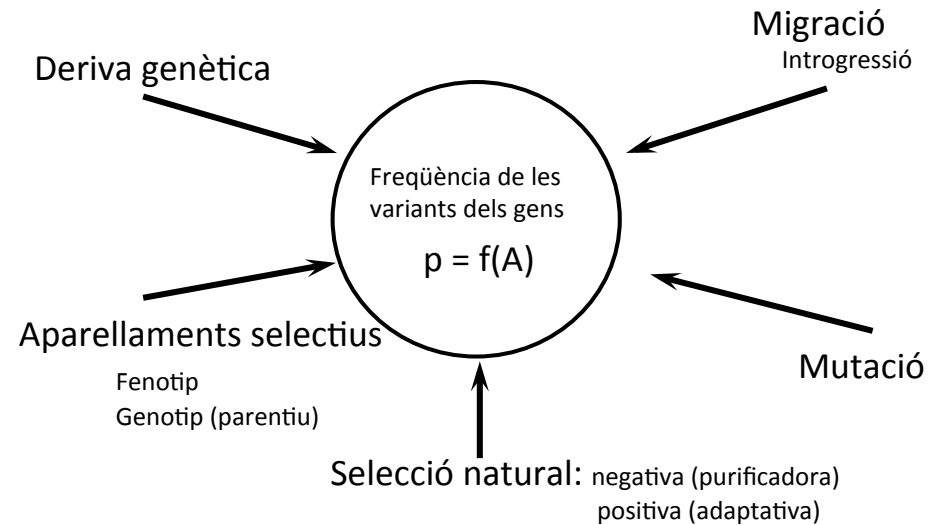 Migració
Introgressió
Deriva genètica
Freqüència de les
variants dels gens
p = f(A)
Aparellaments selectius
Fenotip
Genotip (parentiu)
Mutació
Selecció natural: negativa (purificadora)
positiva (adaptativa)